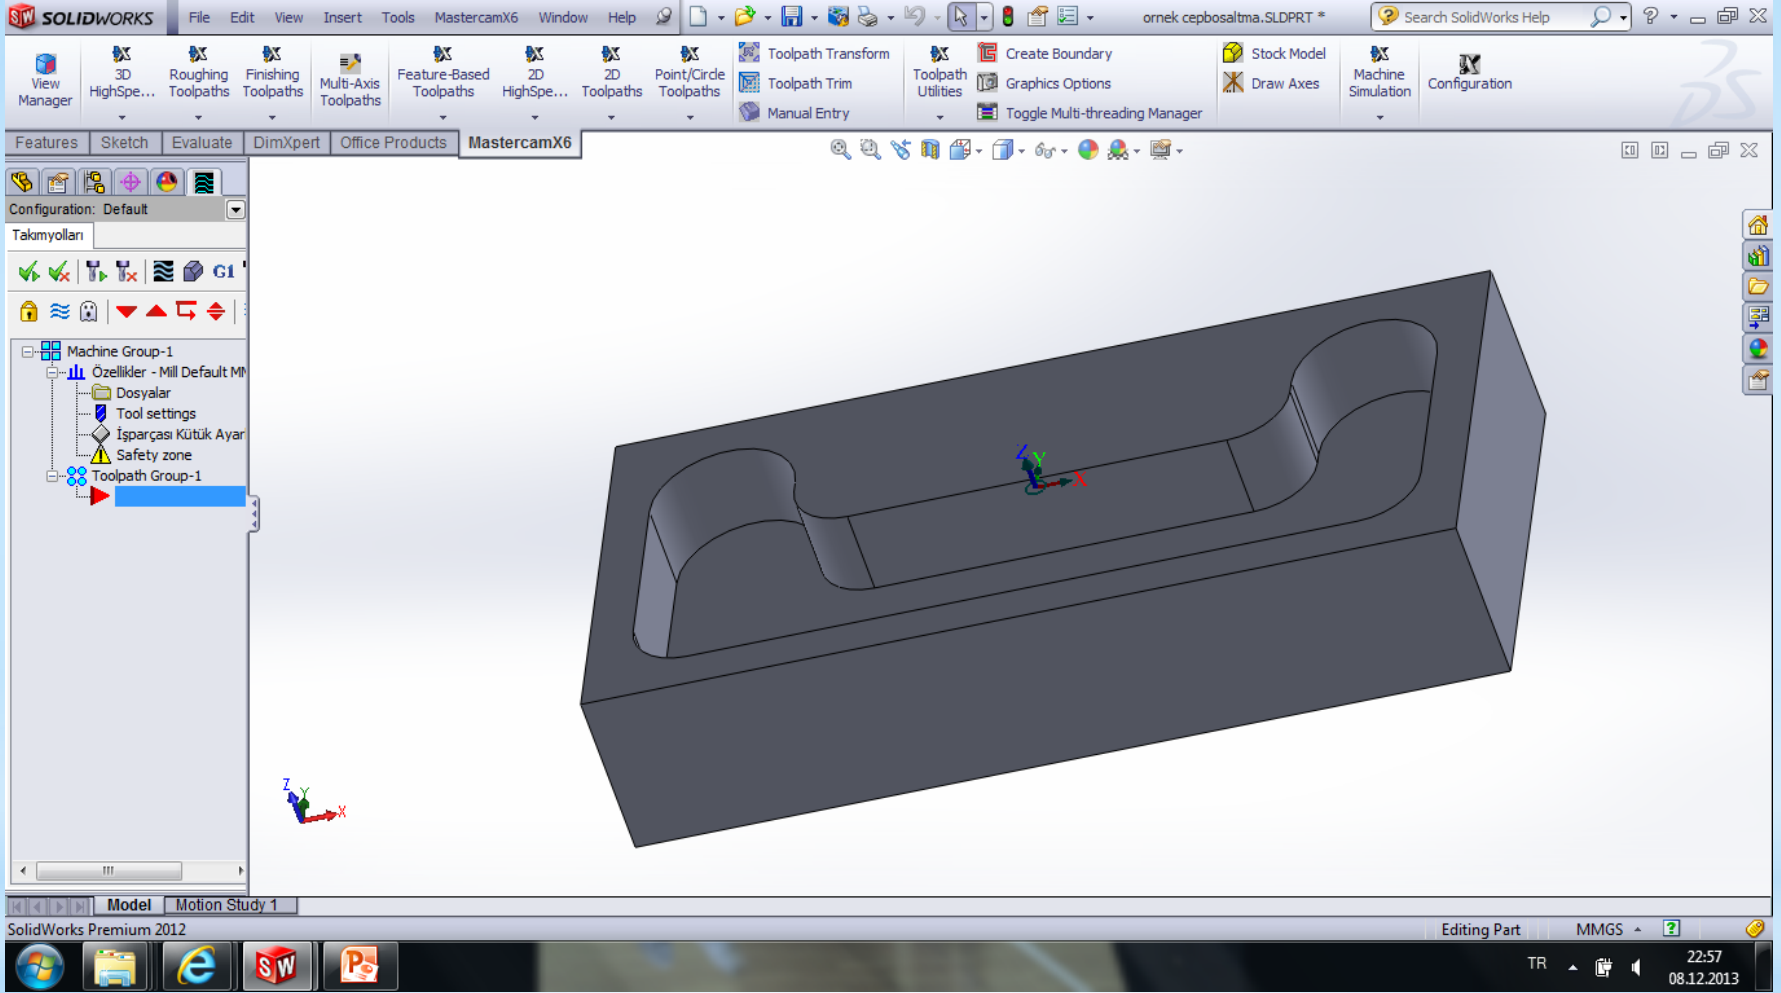 SW SOLIDWORKS File Edit View Insert Tools MastercamX6 Window Help ornek cepbosaltma.SLDPRT * Search SolidWorks Help
View Manager
3D HighSpe...
Roughing Toolpaths
Finishing Toolpaths
Multi-Axis Toolpaths
Feature-Based Toolpaths
2D HighSpe...
2D Toolpaths
Point/Circle Toolpaths
Toolpath Transform
Toolpath Trim
Manual Entry
Toolpath Utilities
Create Boundary
Graphics Options
Toggle Multi-threading Manager
Stock Model
Draw Axes
Machine Simulation
Configuration
Features Sketch Evaluate DimXpert Office Products MastercamX6
Configuration: Default
Takımyolları
G1
Machine Group-1
Özellikler - Mill Default MM
Dosyalar
Tool settings
İşparçası Kütük Ayar
Safety zone
Toolpath Group-1
Z Y X
Z Y X
Model Motion Study 1
SolidWorks Premium 2012 Editing Part MMGS
TR 22:57
08.12.2013